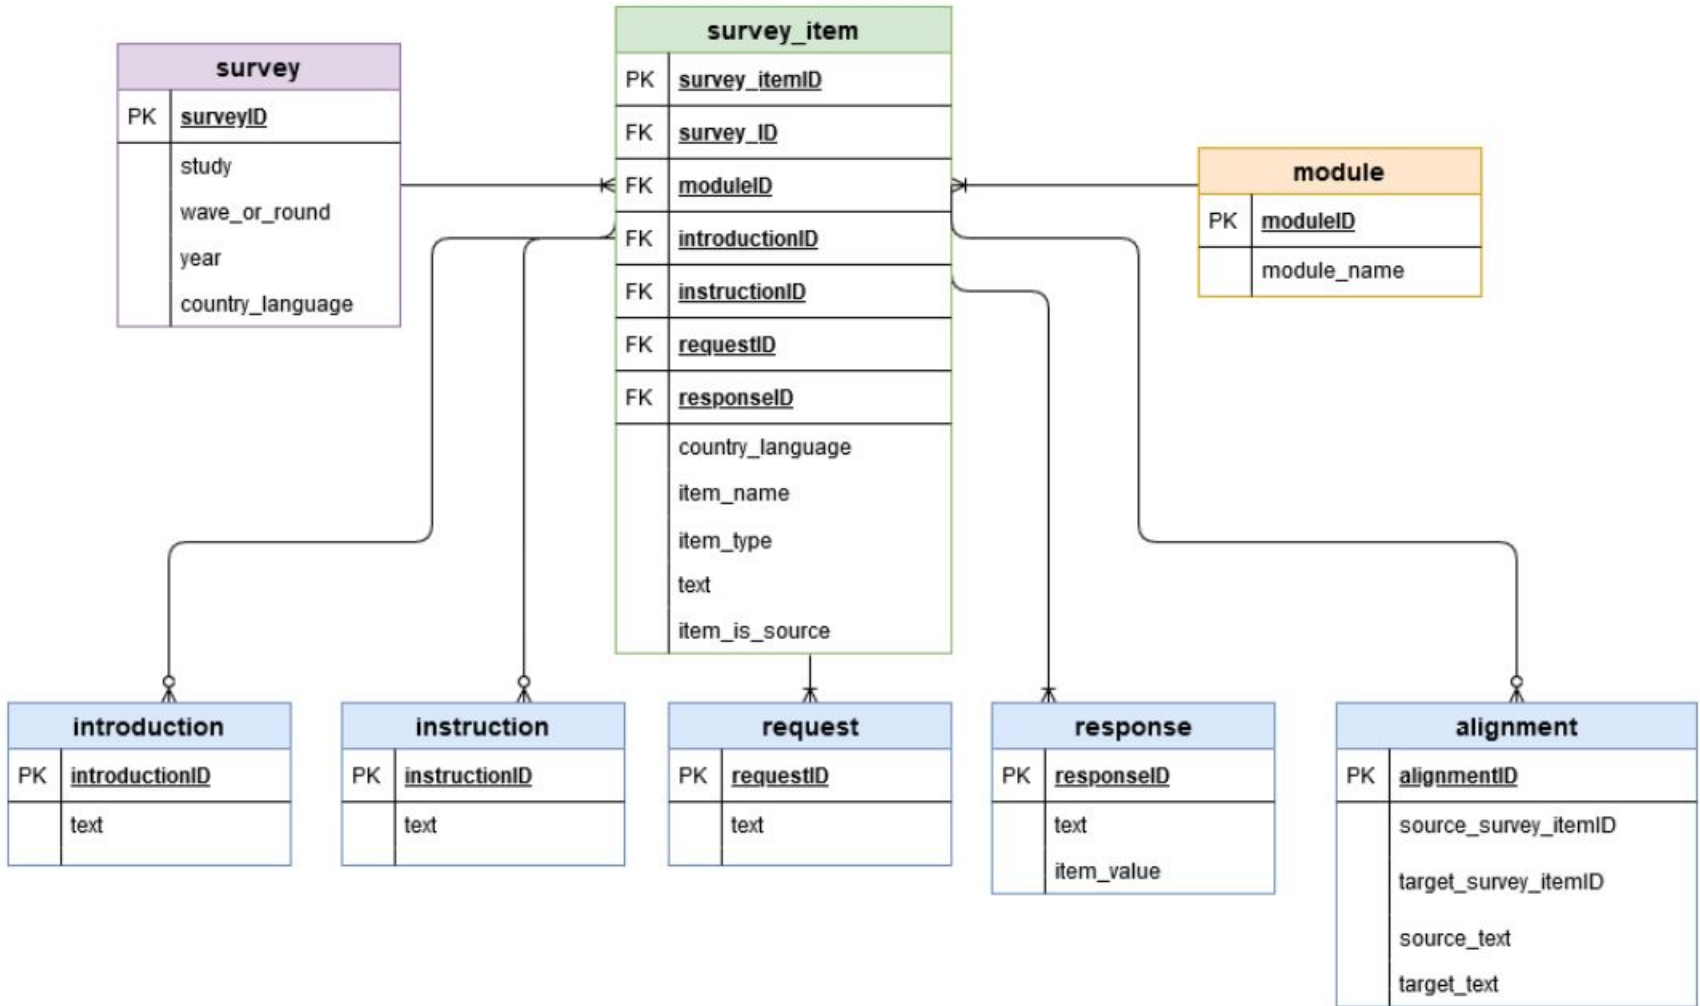 survey
PK surveyID
study
wave_or_round
year
country_language
survey_item
PK survey_itemID
FK survey_ID
FK moduleID
FK introductionID
FK instructionID
FK requestID
FK responseID
country_language
item_name
item_type
text
item_is_source
module
PK moduleID
module_name
introduction
PK introductionID
text
instruction
PK instructionID
text
request
PK requestID
text
response
PK responseID
text
item_value
alignment
PK alignmentID
source_survey_itemID
target_survey_itemID
source_text
target_text